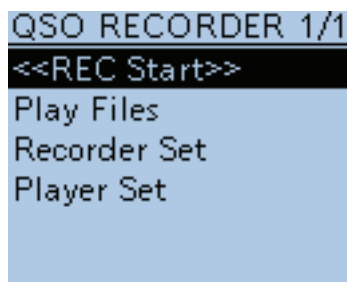 QSO RECORDER 1/1
<<REC Start>>
Play Files
Recorder Set
Player Set